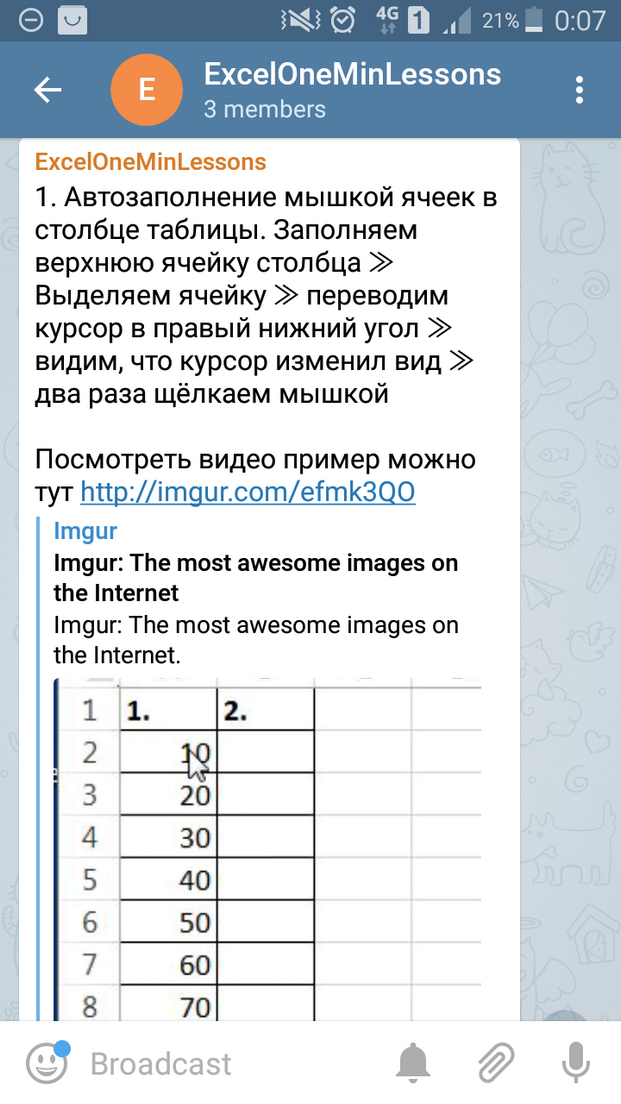 4G 1 21% 0:07
E
ExcelOneMinLessons
3 members
ExcelOneMinLessons
1. Автозаполнение мышкой ячеек в
столбце таблицы. Заполняем
верхнюю ячейку столбца ≫
Выделяем ячейку ≫ переводим
курсор в правый нижний угол ≫
видим, что курсор изменил вид ≫
два раза щёлкаем мышкой
Посмотреть видео пример можно
тут http://imgur.com/efmk3QO
Imgur
Imgur: The most awesome images on
the Internet
Imgur: The most awesome images on
the Internet.
1 1. 2.
2 10
3 20
4 30
5 40
6 50
7 60
8 70
Broadcast